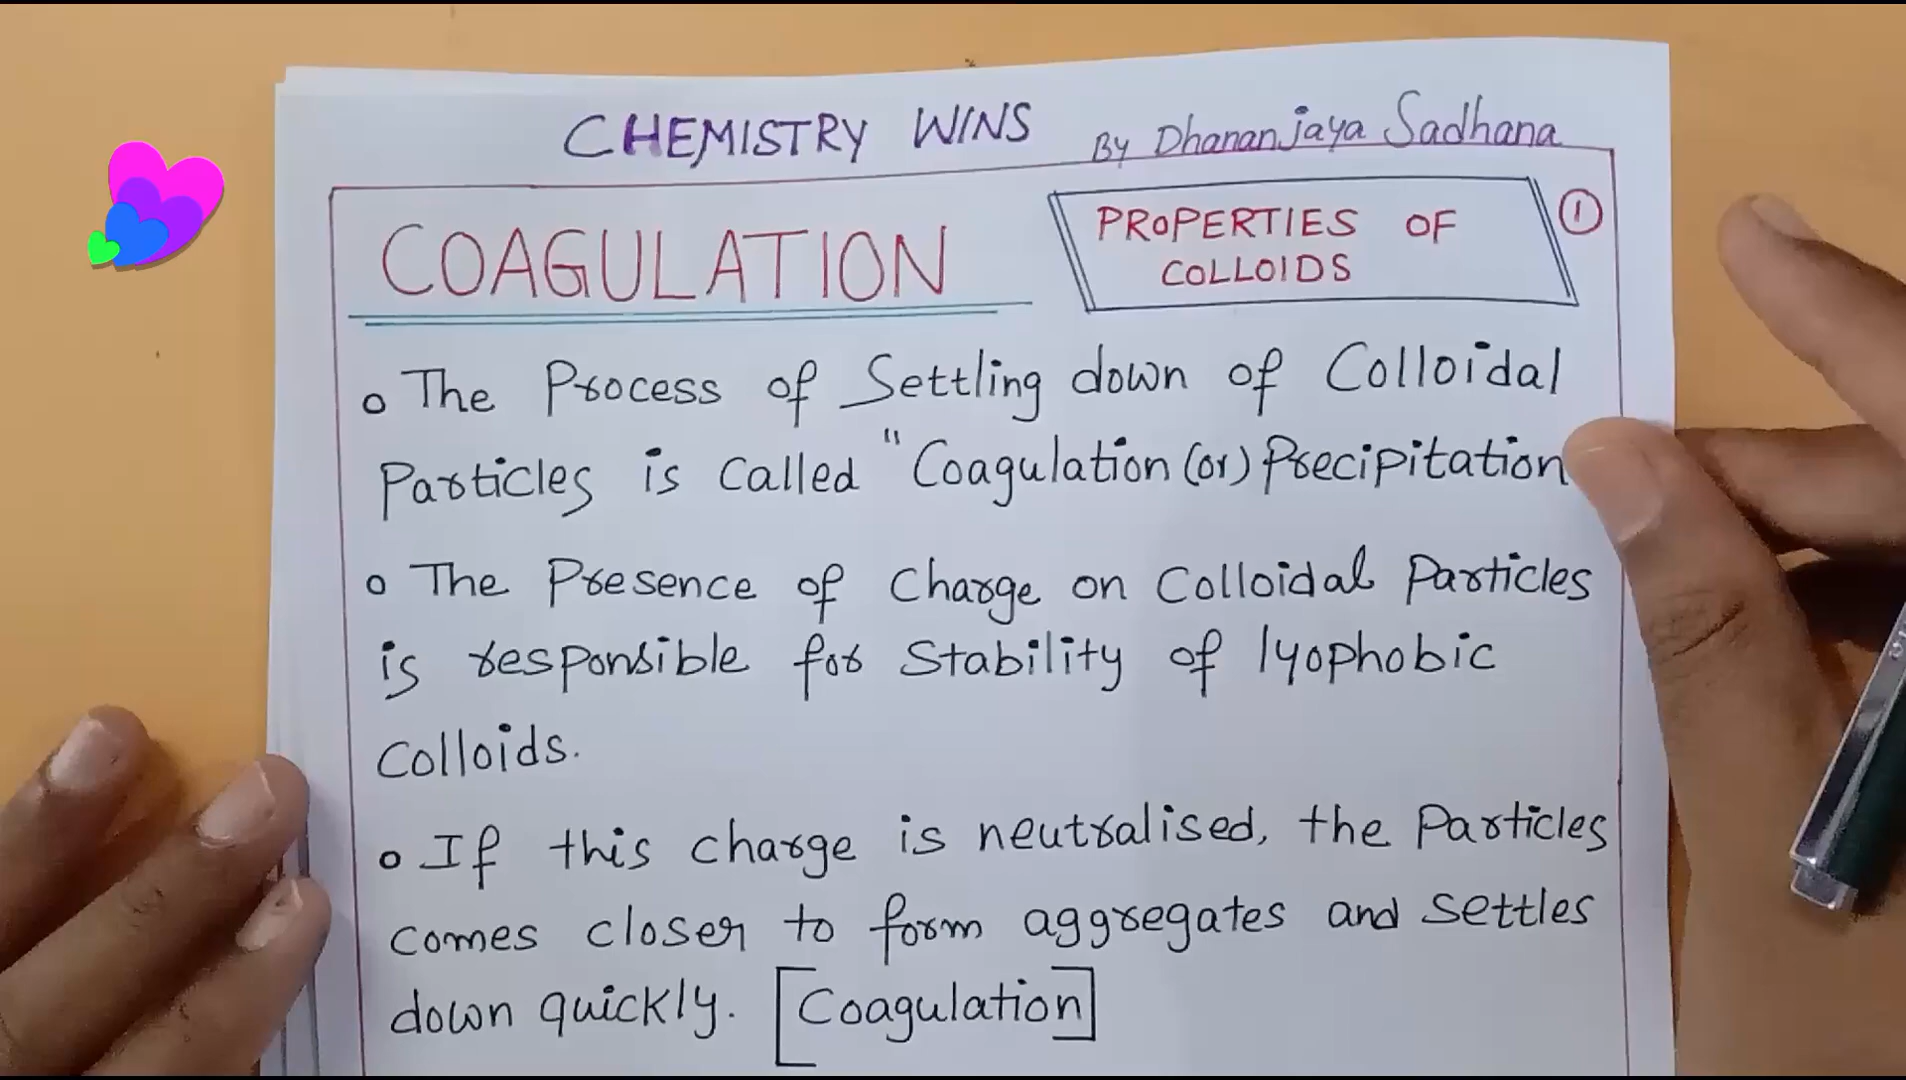 CHEMISTRY WINS By Dhananjaya Sadhana
COAGULATION
PROPERTIES OF
COLLOIDS
1
o The Process of Settling down of Colloidal
Particles is called "Coagulation (or) Precipitation
o The Presence of Charge on Colloidal Particles
is responsible for Stability of lyophobic
Colloids.
o If this charge is neutralised, the Particles
comes closer to form aggregates and settles
down quickly. [Coagulation]